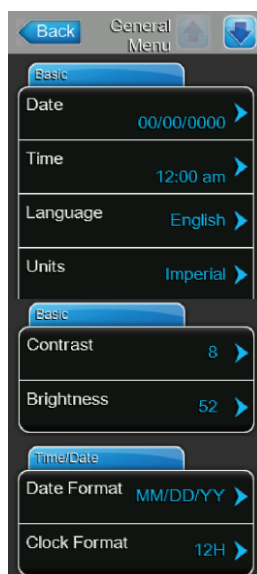 Back
General
Menu
Basic
Date
00/00/0000
Time
12:00 am
Language
English
Units
Imperial
Basic
Contrast
8
Brightness
52
Time/Date
Date Format MM/DD/YY
Clock Format
12H